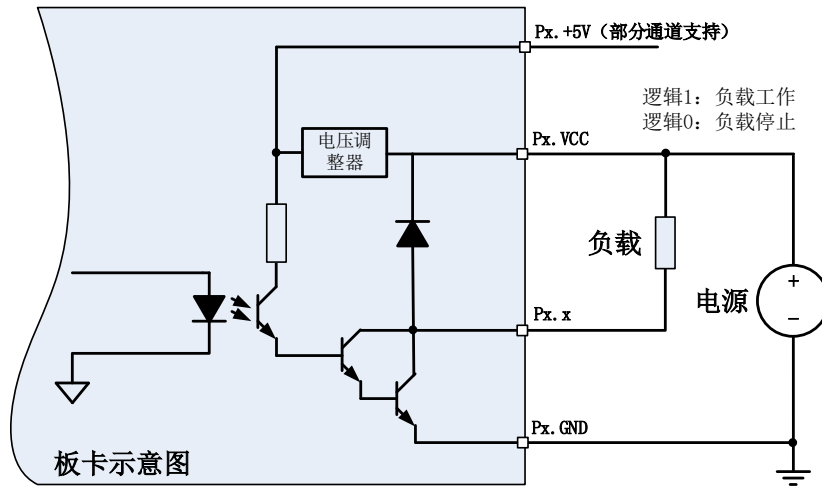 Px.+5V（部分通道支持）
逻辑1：负载工作
逻辑0：负载停止
电压调
整器
Px.VCC
负载
电源
+
−
Px.x
Px.GND
板卡示意图